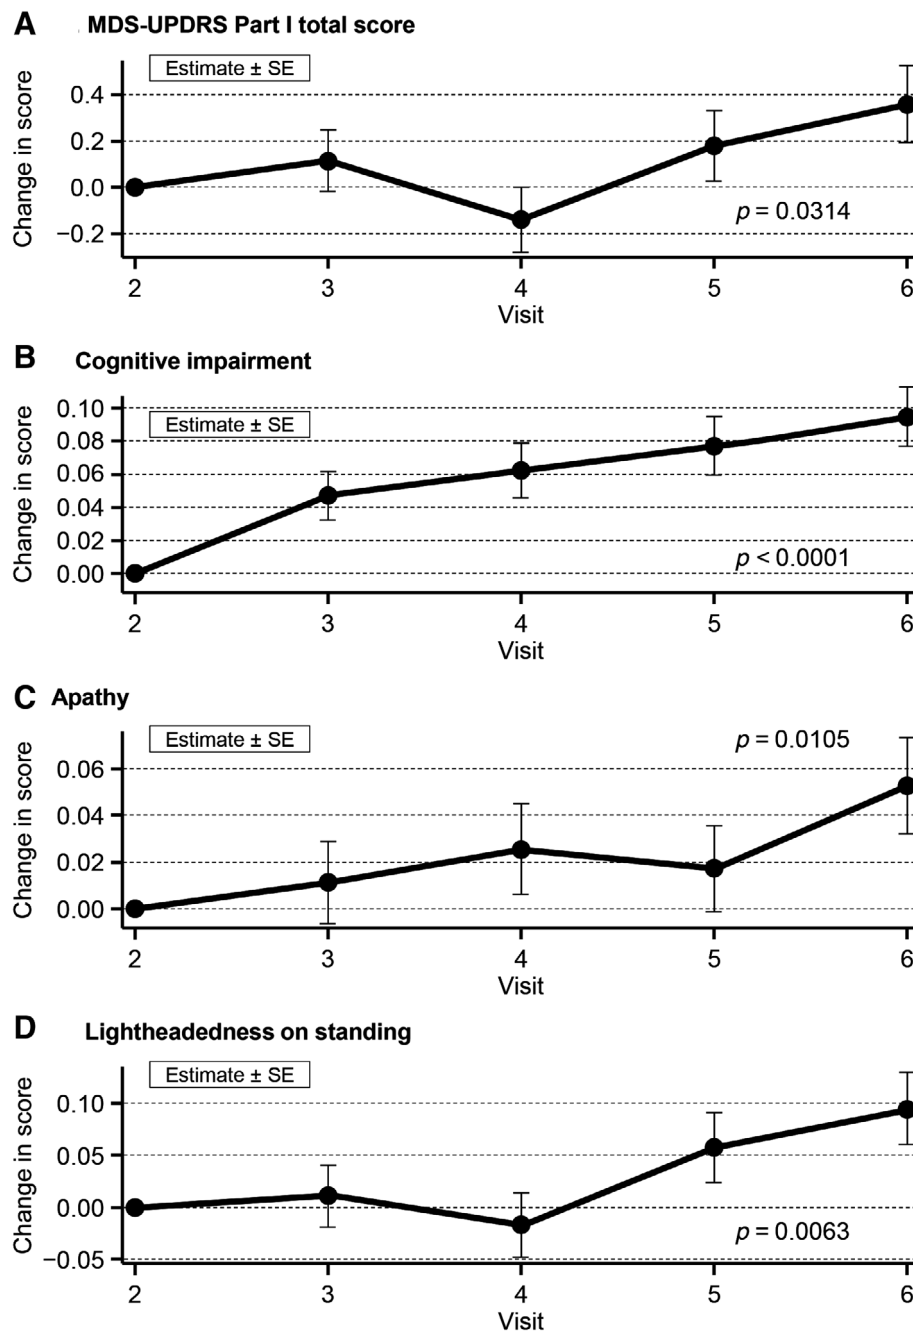 A MDS-UPDRS Part I total score
Estimate ± SE
Change in score
0.4
0.2
0.0
−0.2
p = 0.0314
2 3 4 5 6
Visit
B Cognitive impairment
Estimate ± SE
Change in score
0.10
0.08
0.06
0.04
0.02
0.00
p < 0.0001
2 3 4 5 6
Visit
C Apathy
Estimate ± SE
p = 0.0105
Change in score
0.06
0.04
0.02
0.00
2 3 4 5 6
Visit
D Lightheadedness on standing
Estimate ± SE
Change in score
0.10
0.05
0.00
−0.05
p = 0.0063
2 3 4 5 6
Visit